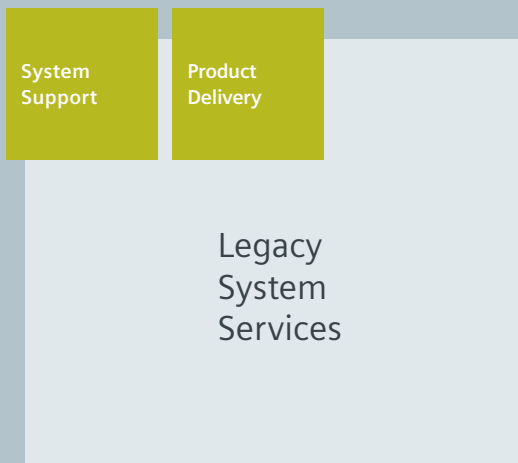 System
Support
Product
Delivery
Legacy
System
Services